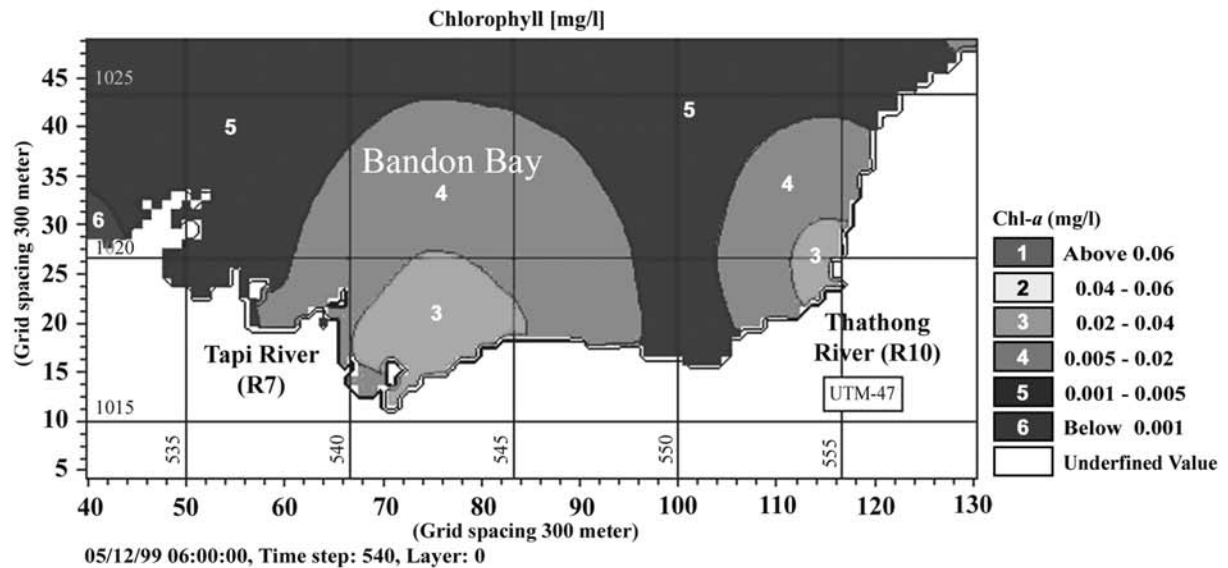 Chlorophyll [mg/l]
(Grid spacing 300 meter)
45
40
35
30
25
20
15
10
5
1025
1020
1015
5
5
Bandon Bay
4
4
6
3
3
Tapi River
(R7)
Thathong
River (R10)
UTM-47
535
540
545
550
555
40 50 60 70 80 90 100 110 120 130
(Grid spacing 300 meter)
05/12/99 06:00:00, Time step: 540, Layer: 0
Chl-a (mg/l)
1 Above 0.06
2 0.04 - 0.06
3 0.02 - 0.04
4 0.005 - 0.02
5 0.001 - 0.005
6 Below 0.001
Underfined Value